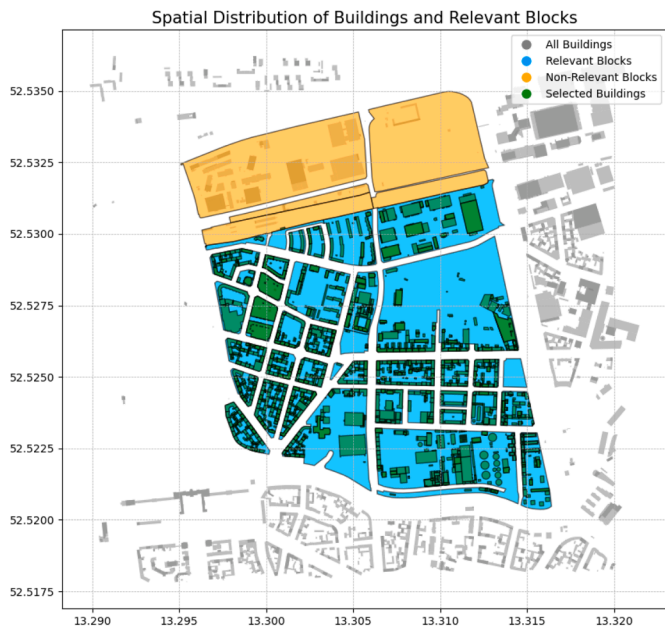 Spatial Distribution of Buildings and Relevant Blocks
All Buildings
Relevant Blocks
Non-Relevant Blocks
Selected Buildings
52.5350
52.5325
52.5300
52.5275
52.5250
52.5225
52.5200
52.5175
13.290 13.295 13.300 13.305 13.310 13.315 13.320